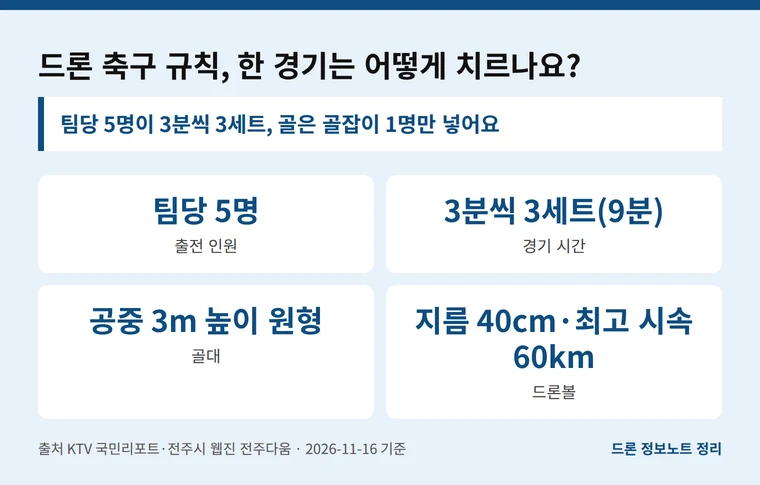 드론 축구 규칙, 한 경기는 어떻게 치르나요?
팀당 5명이 3분씩 3세트, 골은 골잡이 1명만 넣어요
팀당 5명
출전 인원
3분씩 3세트(9분)
경기 시간
공중 3m 높이 원형
골대
지름 40cm·최고 시속
60km
드론볼
출처 KTV 국민리포트·전주시 웹진 전주다움 · 2026-11-16 기준
드론 정보노트 정리